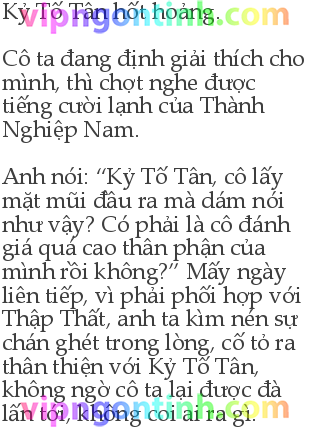 Kỷ Tố Tân hốt hoảng.
vipngontinh.com
Cô ta đang định giải thích cho
mình, thì chợt nghe được
tiếng cười lạnh của Thành
Nghiệp Nam.
Anh nói: “Kỷ Tố Tân, cô lấy
mặt mũi đâu ra mà dám nói
như vậy? Có phải là cô đánh
giá quá cao thân phận của
mình rồi không?” Mấy ngày
liên tiếp, vì phải phối hợp với
Thập Thất, anh ta kìm nén sự
chán ghét trong lòng, cố tỏ ra
thân thiện với Kỷ Tố Tân,
không ngờ cô ta lại được đà
lấn tới, không coi ai ra gì.
vipngontinh.com